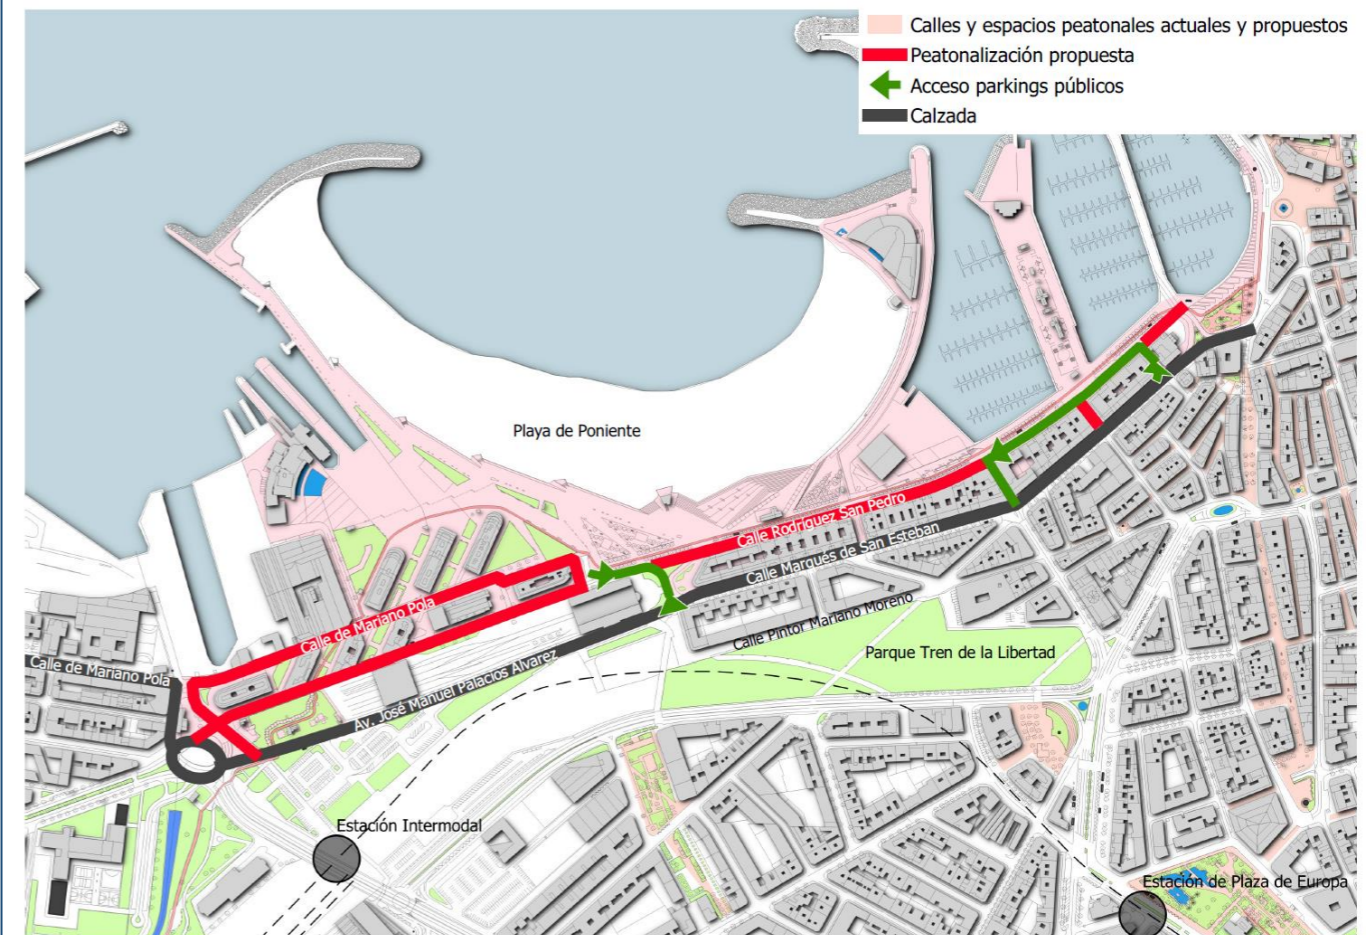 Calles y espacios peatonales actuales y propuestos
Peatonalización propuesta
Acceso parkings públicos
Calzada
Playa de Poniente
Calle Rodríguez San Pedro
Calle Marqués de San Esteban
Calle Pintor Mariano Moreno
Calle de Mariano Pola
Parque Tren de la Libertad
Calle de Mariano Pola
Av. José Manuel Palacios Álvarez
Estación Intermodal
Estación de Plaza de Europa